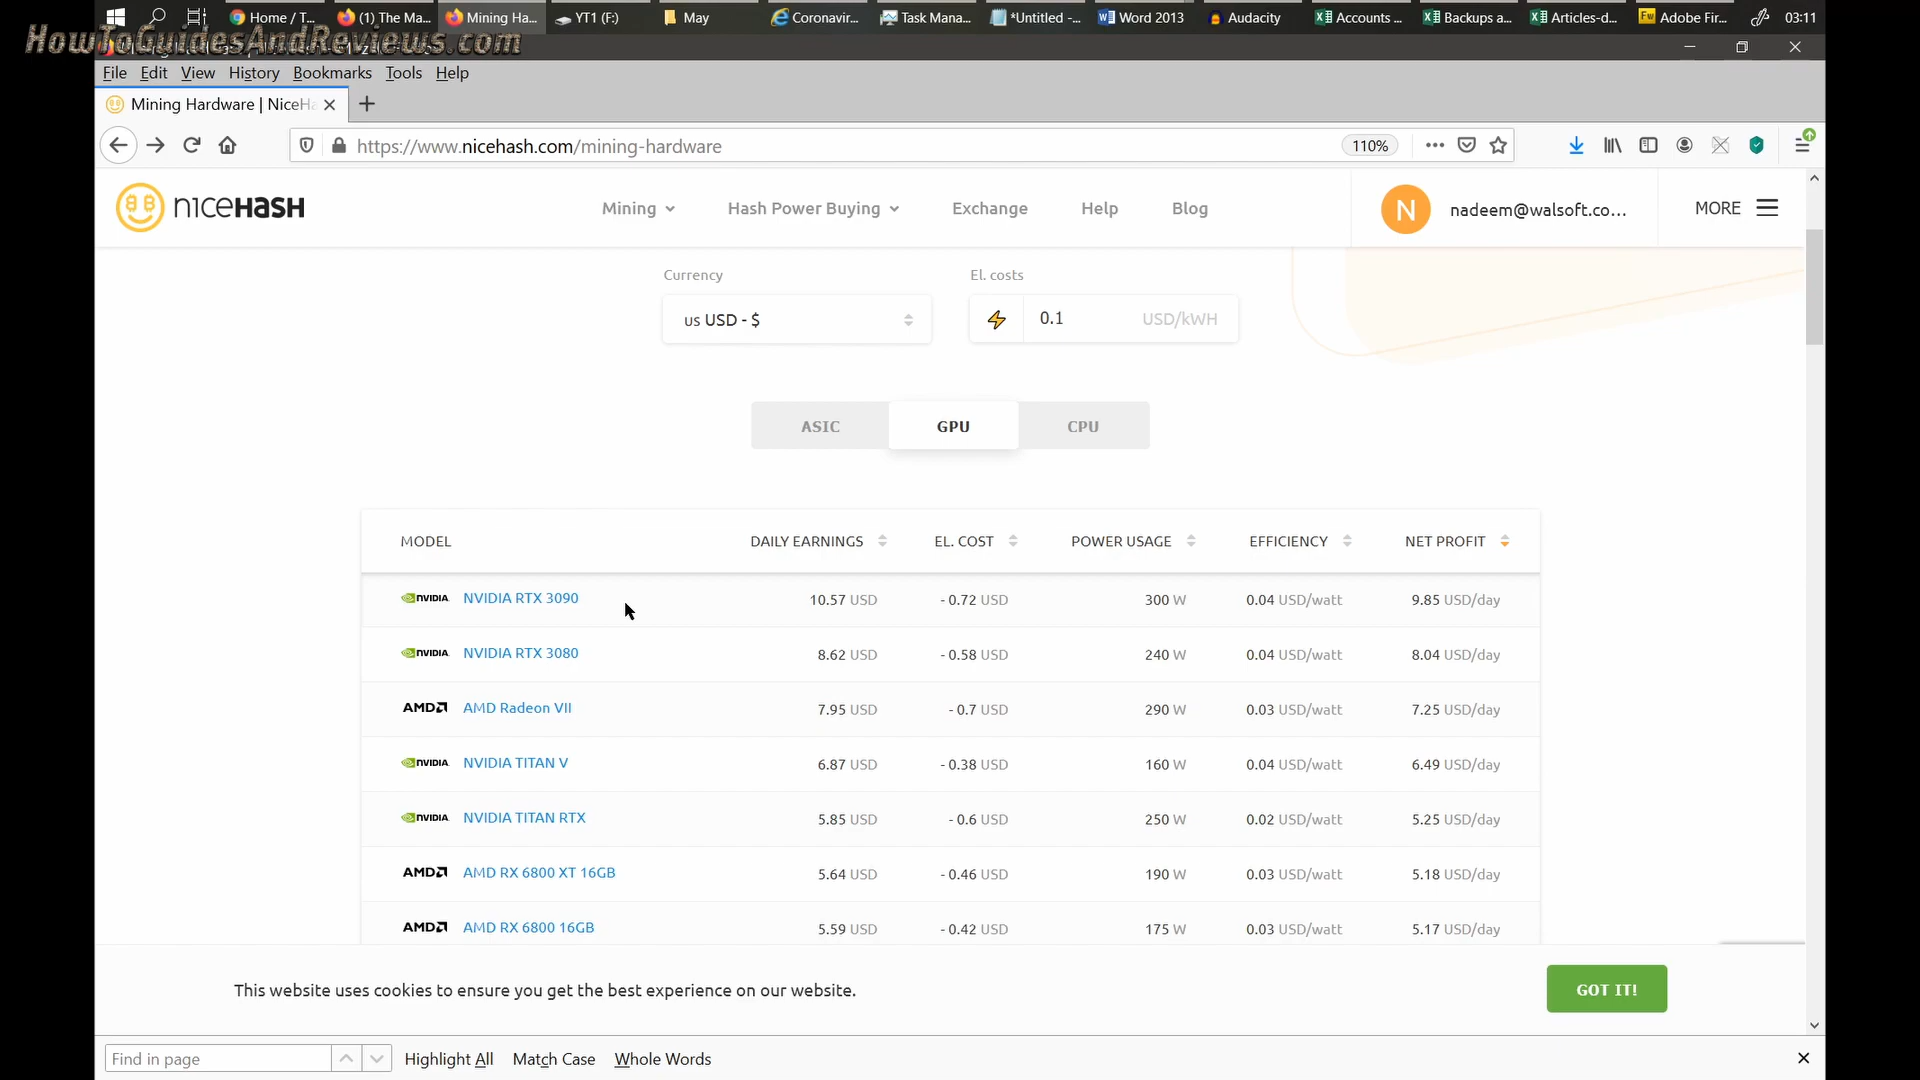 Home / T...
(1) The Ma...
Mining Ha...
YT1 (F:)
May
Coronavir...
Task Mana...
*Untitled -...
Word 2013
Audacity
Accounts ...
Backups a...
Articles-d...
Adobe Fir...
03:11
HowToGuidesAndReviews.com
File Edit View History Bookmarks Tools Help
Mining Hardware | NiceHa
https://www.nicehash.com/mining-hardware
110%
NICEHASH
Mining
Hash Power Buying
Exchange
Help
Blog
N
nadeem@walsoft.co...
MORE
Currency
El. costs
us USD - $
0.1 USD/kWH
ASIC
GPU
CPU
MODEL DAILY EARNINGS EL. COST POWER USAGE EFFICIENCY NET PROFIT
NVIDIA NVIDIA RTX 3090 10.57 USD - 0.72 USD 300 W 0.04 USD/watt 9.85 USD/day
NVIDIA NVIDIA RTX 3080 8.62 USD - 0.58 USD 240 W 0.04 USD/watt 8.04 USD/day
AMD AMD Radeon VII 7.95 USD - 0.7 USD 290 W 0.03 USD/watt 7.25 USD/day
NVIDIA NVIDIA TITAN V 6.87 USD - 0.38 USD 160 W 0.04 USD/watt 6.49 USD/day
NVIDIA NVIDIA TITAN RTX 5.85 USD - 0.6 USD 250 W 0.02 USD/watt 5.25 USD/day
AMD AMD RX 6800 XT 16GB 5.64 USD - 0.46 USD 190 W 0.03 USD/watt 5.18 USD/day
AMD AMD RX 6800 16GB 5.59 USD - 0.42 USD 175 W 0.03 USD/watt 5.17 USD/day
This website uses cookies to ensure you get the best experience on our website.
GOT IT!
Find in page
Highlight All
Match Case
Whole Words